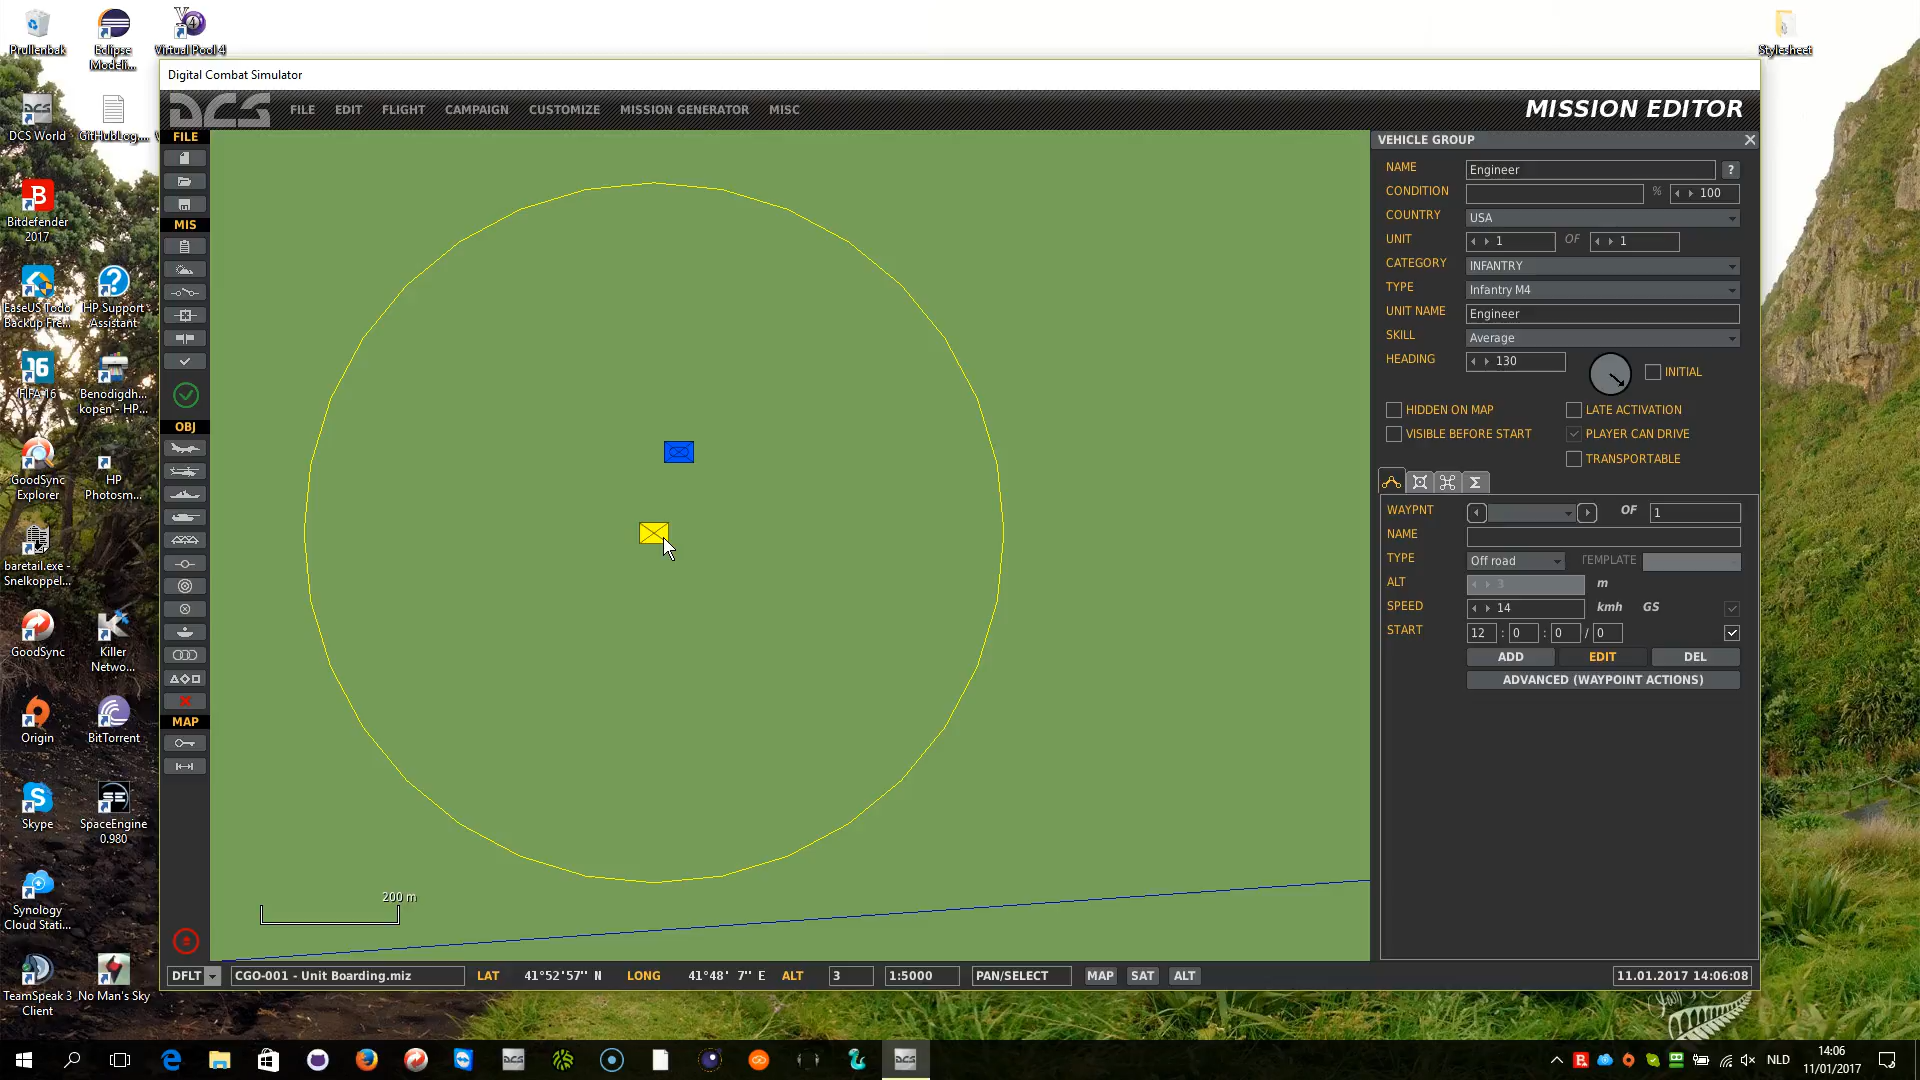 Prullenbak
Eclipse Modeli...
Virtual Pool 4
Stylesheet
DCS World
GitHubLog....
Bitdefender 2017
EaseUS Todo Backup Fre...
HP Support Assistant
FIFA 16
Benodigdh... kopen - HP...
GoodSync Explorer
HP Photosm...
baretail.exe - Snelkoppel...
GoodSync
Killer Netwo...
Origin
BitTorrent
Skype
SpaceEngine 0.980
Synology Cloud Stati...
TeamSpeak 3 Client
No Man's Sky
Digital Combat Simulator
DCS
FILE EDIT FLIGHT CAMPAIGN CUSTOMIZE MISSION GENERATOR MISC
MISSION EDITOR
FILE
MIS
OBJ
MAP
200 m
VEHICLE GROUP
NAME Engineer ?
CONDITION % 100
COUNTRY USA
UNIT 1 OF 1
CATEGORY INFANTRY
TYPE Infantry M4
UNIT NAME Engineer
SKILL Average
HEADING 130 INITIAL
HIDDEN ON MAP LATE ACTIVATION
VISIBLE BEFORE START PLAYER CAN DRIVE
TRANSPORTABLE
WAYPNT OF 1
NAME
TYPE Off road TEMPLATE
ALT 3 m
SPEED 14 kmh GS
START 12 : 0 : 0 / 0
ADD EDIT DEL
ADVANCED (WAYPOINT ACTIONS)
DFLT CGO-001 - Unit Boarding.miz LAT 41°52'57'' N LONG 41°48' 7'' E ALT 3 1:5000 PAN/SELECT MAP SAT ALT 11.01.2017 14:06:08
NLD
14:06
11/01/2017